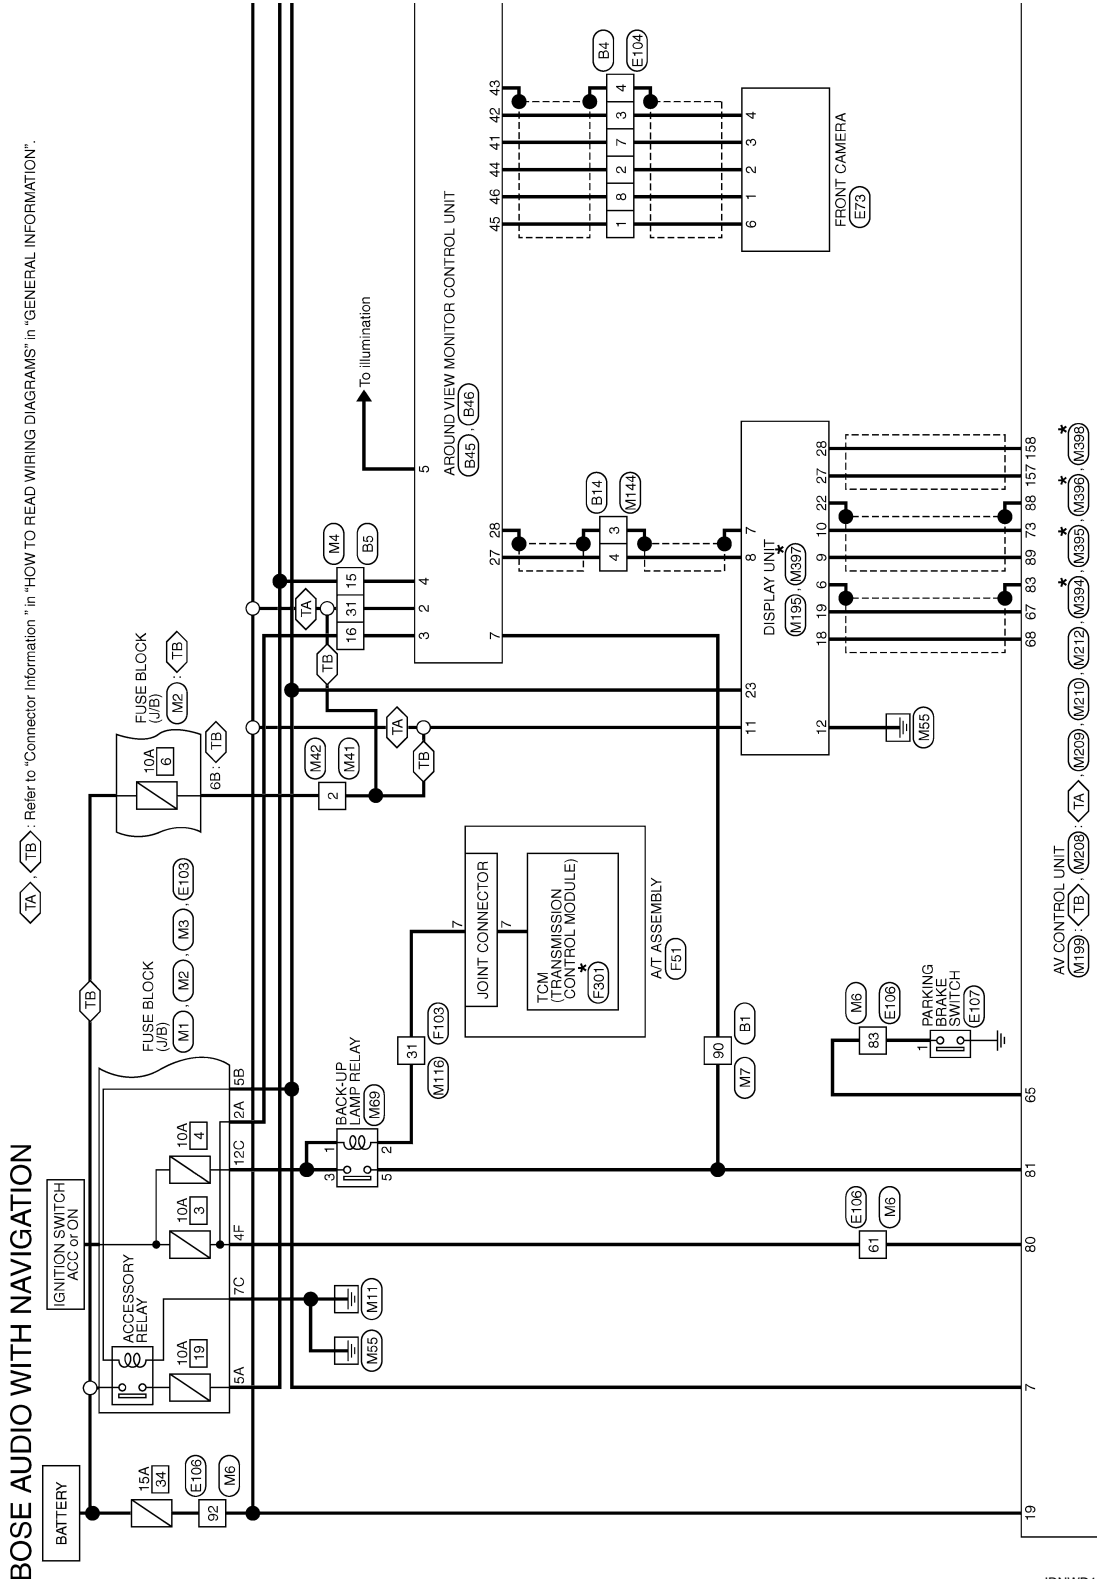 BOSE AUDIO WITH NAVIGATION
TA , TB : Refer to "Connector Information " in "HOW TO READ WIRING DIAGRAMS" in "GENERAL INFORMATION".
BATTERY
15A
34
E106
92
M6
19
IGNITION SWITCH
ACC or ON
ACCESSORY
RELAY
10A
19
10A
3
10A
4
5A
7C
4F
12C
2A
5B
FUSE BLOCK
(J/B)
M1 , M2 , M3 , E103
TB
10A
6
FUSE BLOCK
(J/B)
M2 : TB
6B : TB
M55
M11
7
E106
61
M6
80
BACK-UP
LAMP RELAY
M69
1
2
3
5
81
31
M116
F103
7
JOINT CONNECTOR
7
TCM
(TRANSMISSION
CONTROL MODULE)
*
F301
A/T ASSEMBLY
F51
90
M7
B1
M6
83
E106
1
PARKING
BRAKE
SWITCH
E107
65
M42
2
M41
TB
TA
TB
TA
M4
16
31
15
B5
3
2
4
5
To illumination
AROUND VIEW MONITOR CONTROL UNIT
B45 , B46
7
27
28
45
46
44
41
42
43
B14
4
3
M144
B4
1
8
2
7
3
4
E104
6
1
2
3
4
FRONT CAMERA
E73
11
23
8
7
DISPLAY UNIT
M195 , M397
*
12
18
19
6
9
10
22
27
28
M55
68
67
83
89
73
88
157
158
AV CONTROL UNIT
M199 : TB , M208 : TA , M209 , M210 , M212 , M394 * , M395 * , M396 * , M398 *